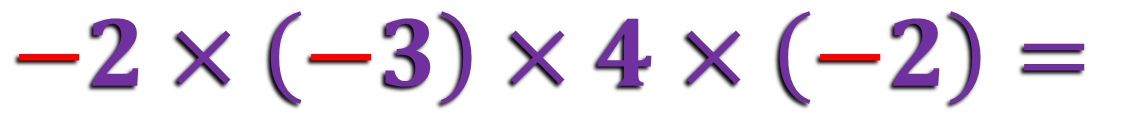 −2 × (−3) × 4 × (−2) =